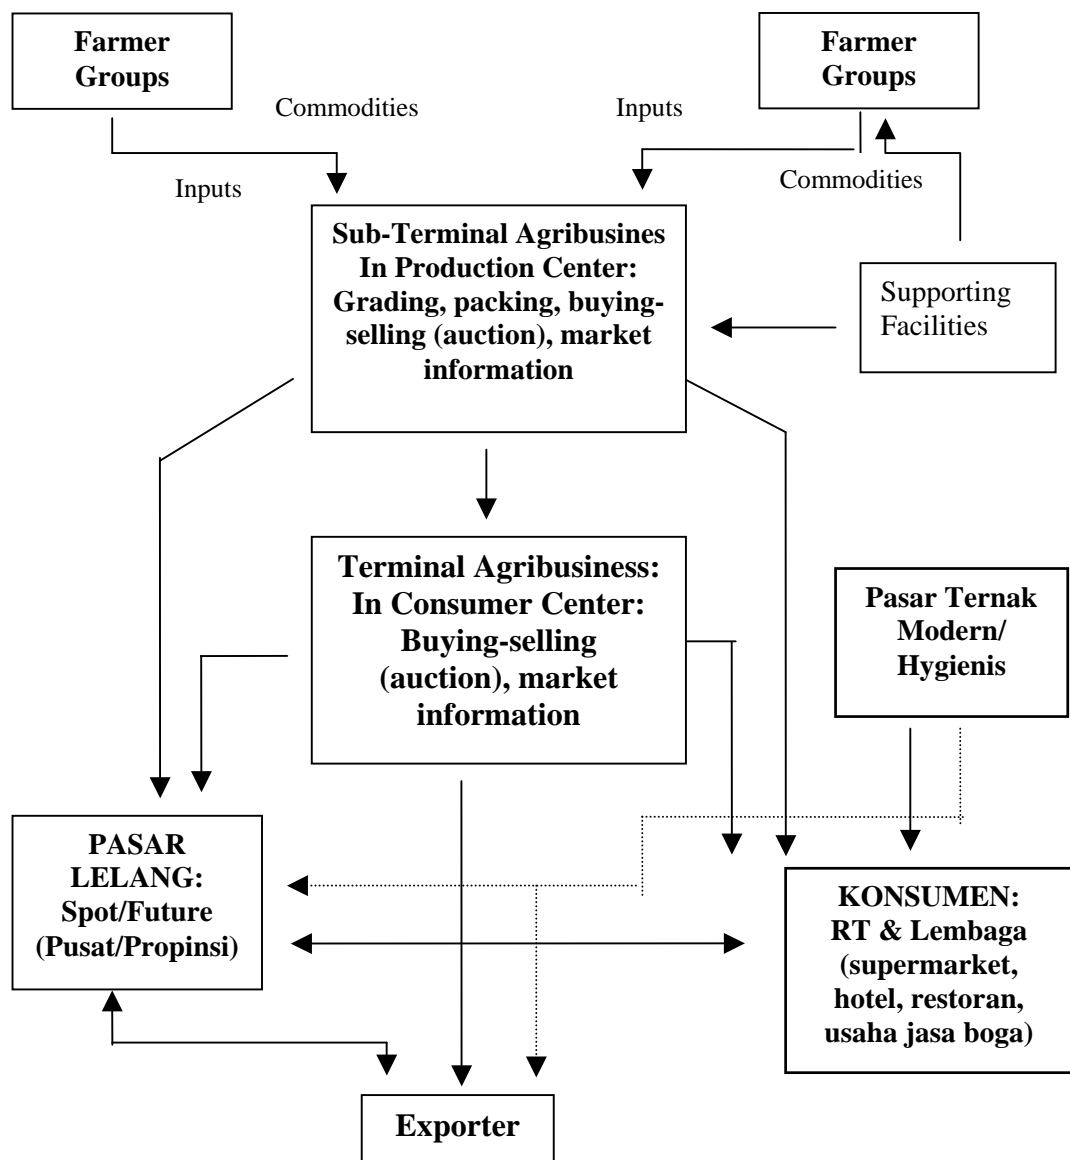 Farmer
Groups
Farmer
Groups
Commodities
Inputs
Inputs
Commodities
Sub-Terminal Agribusines
In Production Center:
Grading, packing, buying-
selling (auction), market
information
Supporting
Facilities
Terminal Agribusiness:
In Consumer Center:
Buying-selling
(auction), market
information
Pasar Ternak
Modern/
Hygienis
PASAR
LELANG:
Spot/Future
(Pusat/Propinsi)
KONSUMEN:
RT & Lembaga
(supermarket,
hotel, restoran,
usaha jasa boga)
Exporter